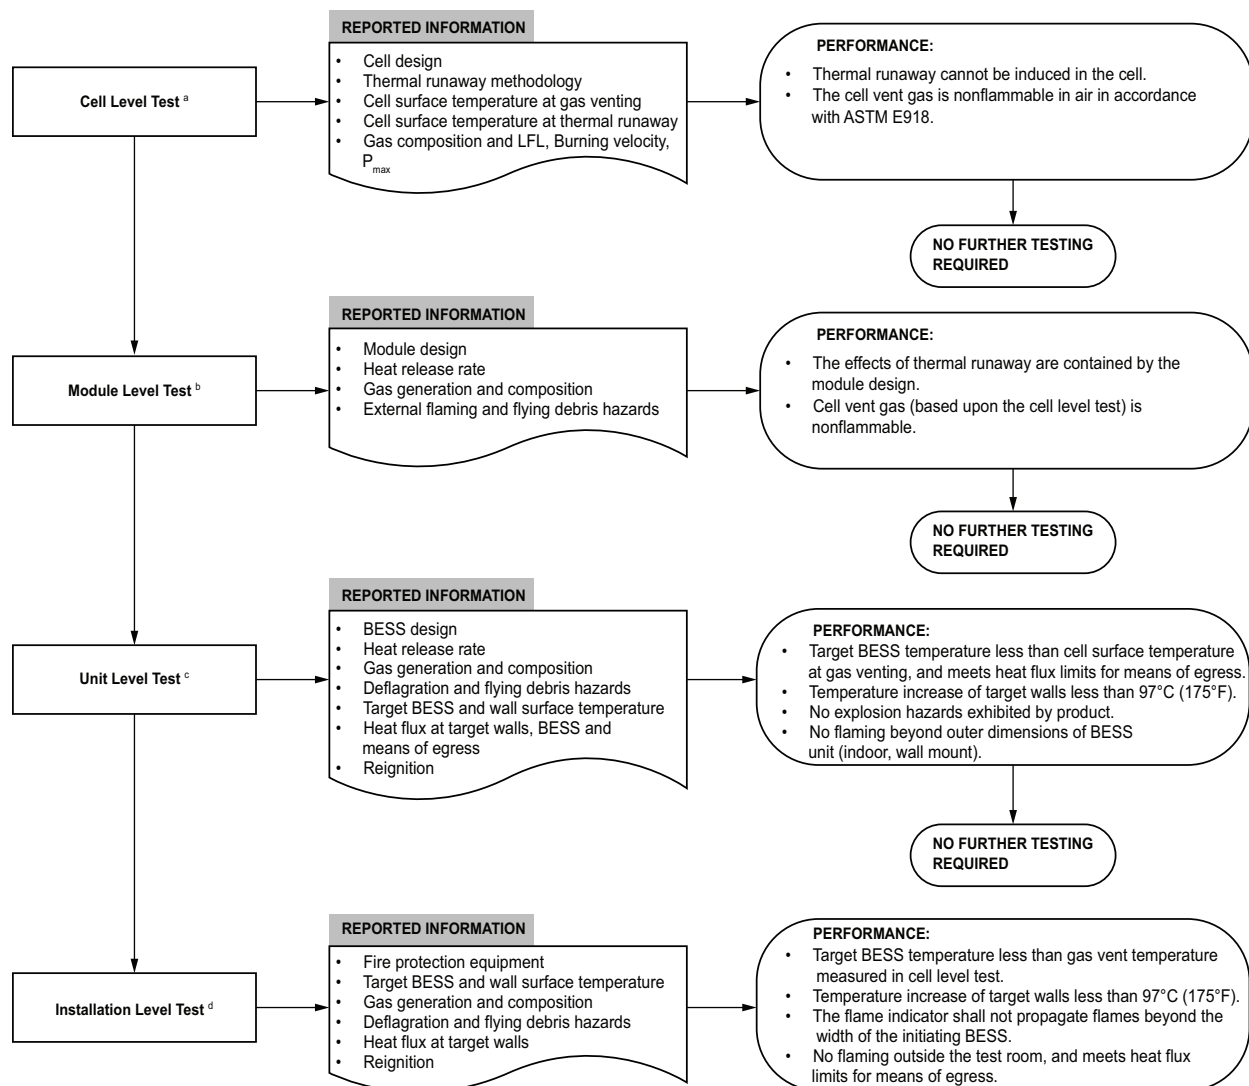 REPORTED INFORMATION
Cell Level Test a
• Cell design
• Thermal runaway methodology
• Cell surface temperature at gas venting
• Cell surface temperature at thermal runaway
• Gas composition and LFL, Burning velocity,
Pmax
PERFORMANCE:
• Thermal runaway cannot be induced in the cell.
• The cell vent gas is nonflammable in air in accordance
with ASTM E918.
NO FURTHER TESTING
REQUIRED
REPORTED INFORMATION
Module Level Test b
• Module design
• Heat release rate
• Gas generation and composition
• External flaming and flying debris hazards
PERFORMANCE:
• The effects of thermal runaway are contained by the
module design.
• Cell vent gas (based upon the cell level test) is
nonflammable.
NO FURTHER TESTING
REQUIRED
REPORTED INFORMATION
Unit Level Test c
• BESS design
• Heat release rate
• Gas generation and composition
• Deflagration and flying debris hazards
• Target BESS and wall surface temperature
• Heat flux at target walls, BESS and
means of egress
• Reignition
PERFORMANCE:
• Target BESS temperature less than cell surface temperature
at gas venting, and meets heat flux limits for means of egress.
• Temperature increase of target walls less than 97°C (175°F).
• No explosion hazards exhibited by product.
• No flaming beyond outer dimensions of BESS
unit (indoor, wall mount).
NO FURTHER TESTING
REQUIRED
REPORTED INFORMATION
Installation Level Test d
• Fire protection equipment
• Target BESS and wall surface temperature
• Gas generation and composition
• Deflagration and flying debris hazards
• Heat flux at target walls
• Reignition
PERFORMANCE:
• Target BESS temperature less than gas vent temperature
measured in cell level test.
• Temperature increase of target walls less than 97°C (175°F).
• The flame indicator shall not propagate flames beyond the
width of the initiating BESS.
• No flaming outside the test room, and meets heat flux
limits for means of egress.